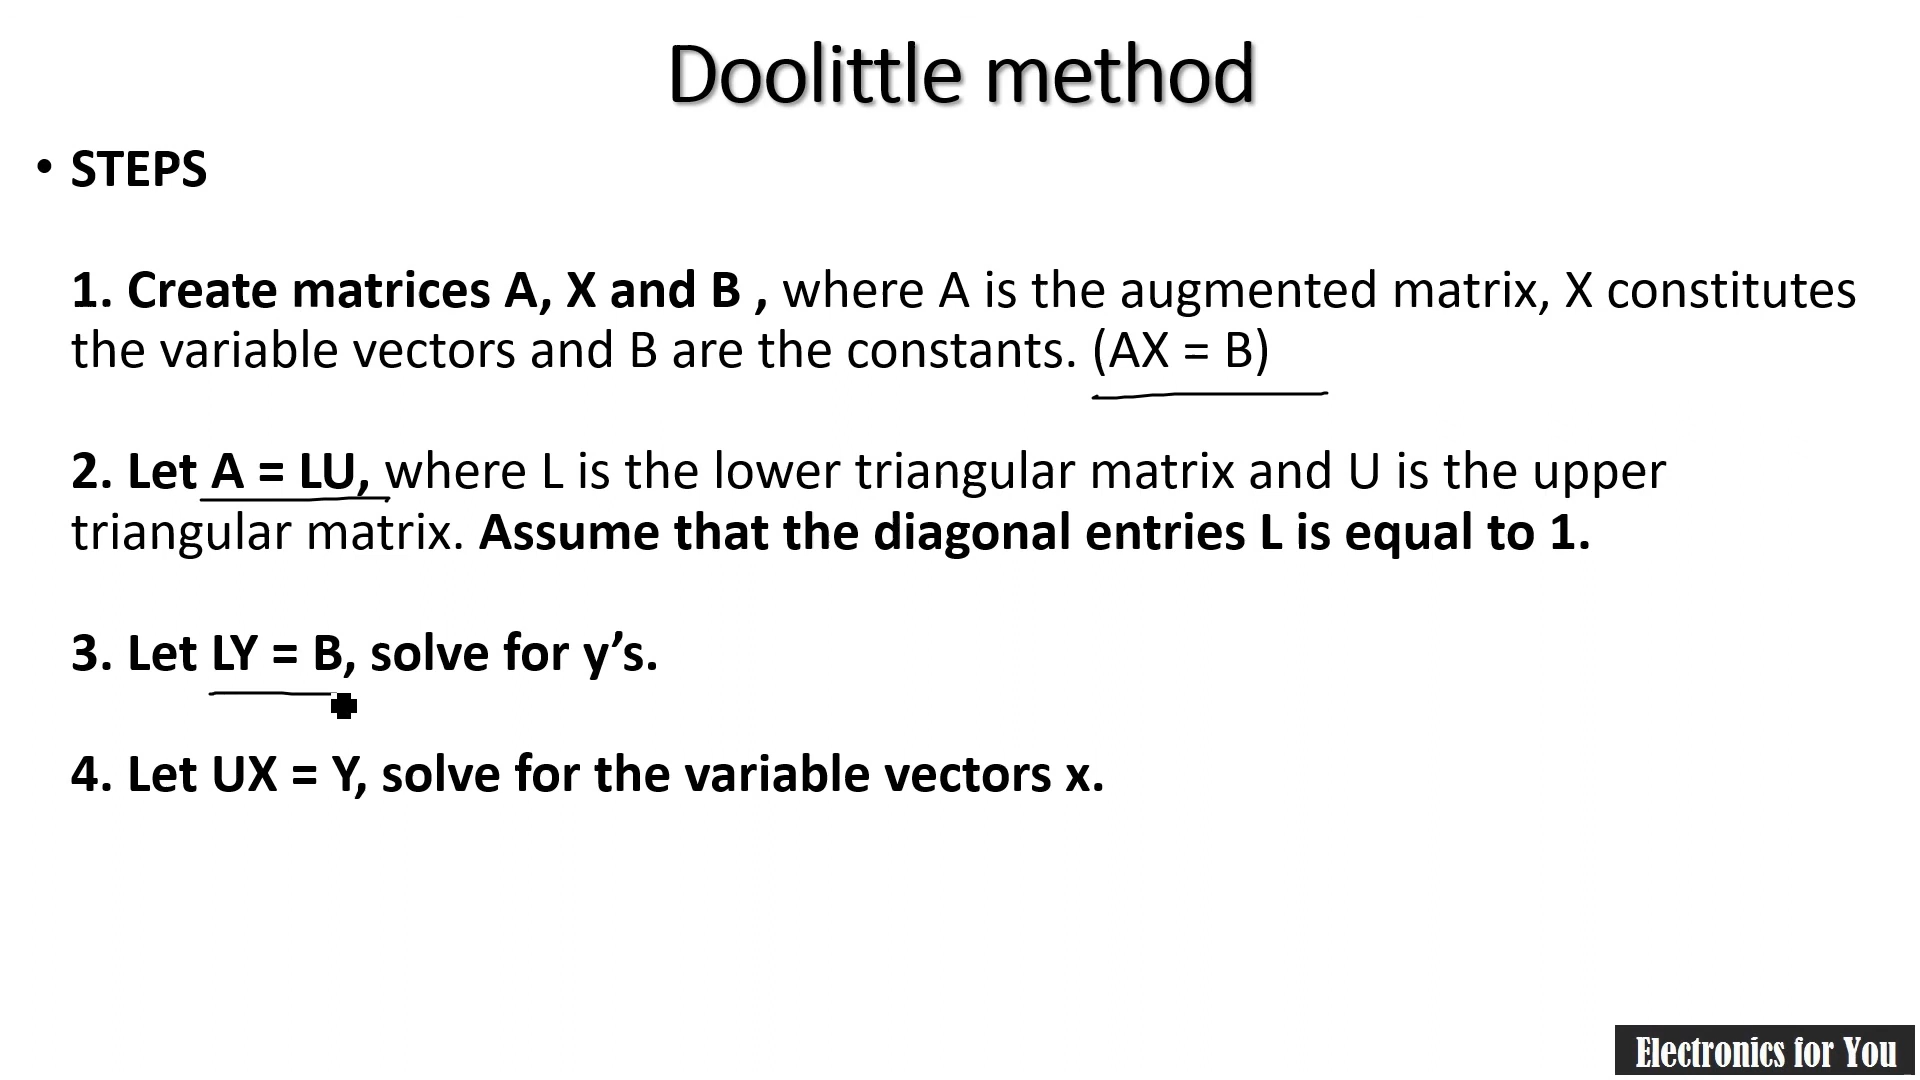 Doolittle method
• STEPS
1. Create matrices A, X and B , where A is the augmented matrix, X constitutes
the variable vectors and B are the constants. (AX = B)
2. Let A = LU, where L is the lower triangular matrix and U is the upper
triangular matrix. Assume that the diagonal entries L is equal to 1.
3. Let LY = B, solve for y’s.
4. Let UX = Y, solve for the variable vectors x.
Electronics for You